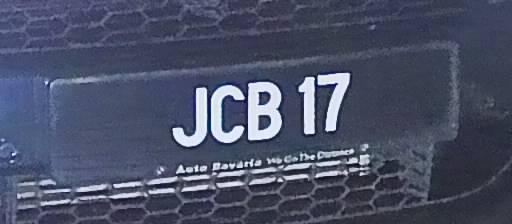 JCB 17
Auto Bavaria We Go The Distance